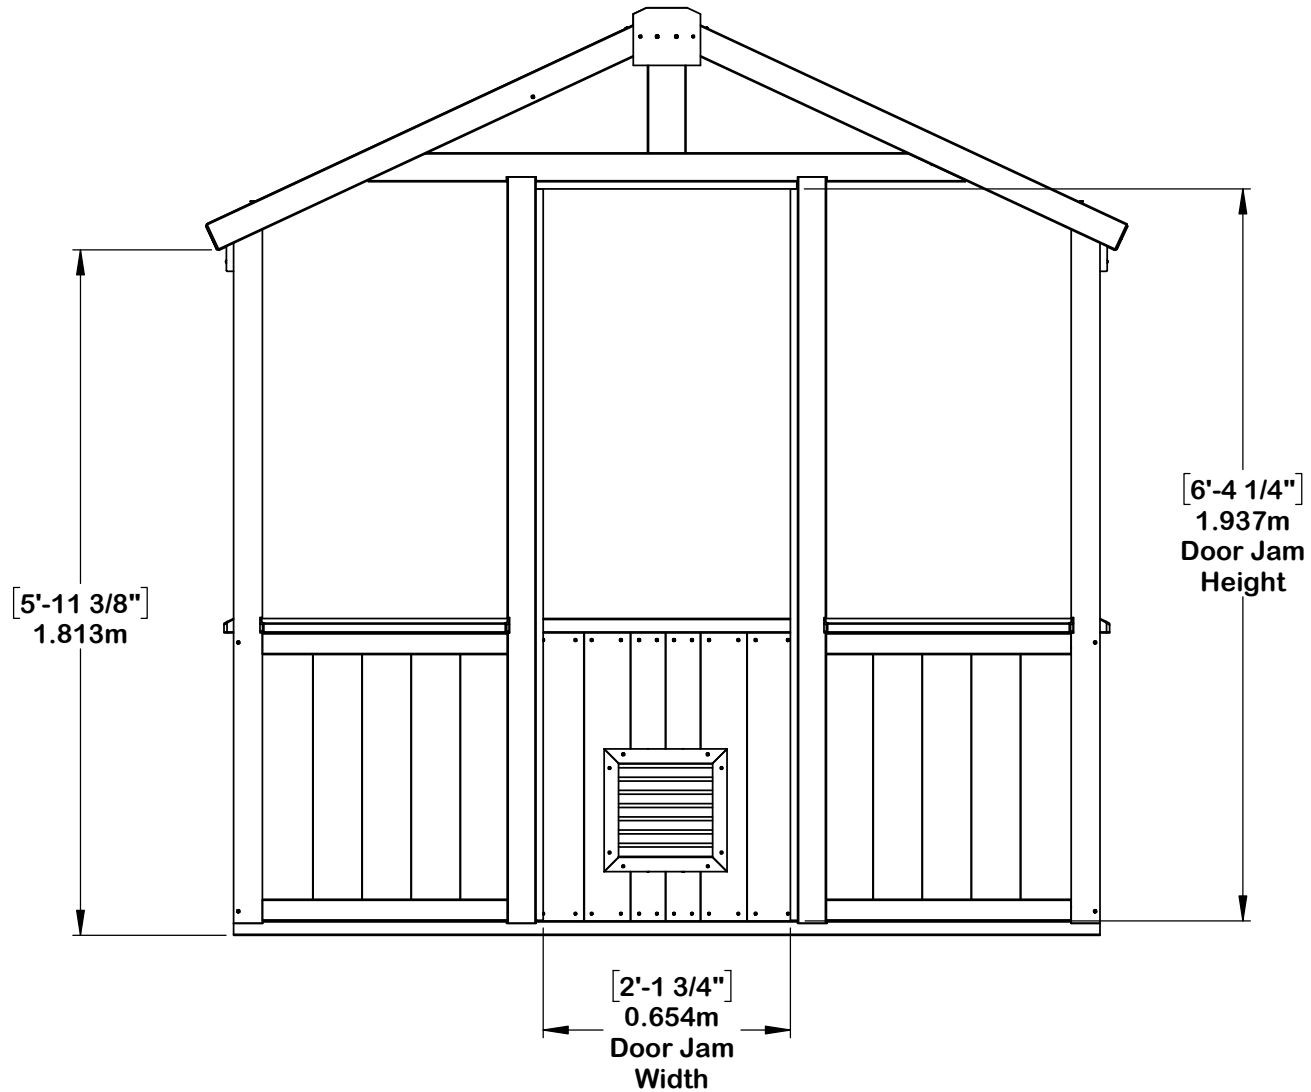 [6'-4 1/4"]
1.937m
Door Jam
Height
[5'-11 3/8"]
1.813m
[2'-1 3/4"]
0.654m
Door Jam
Width